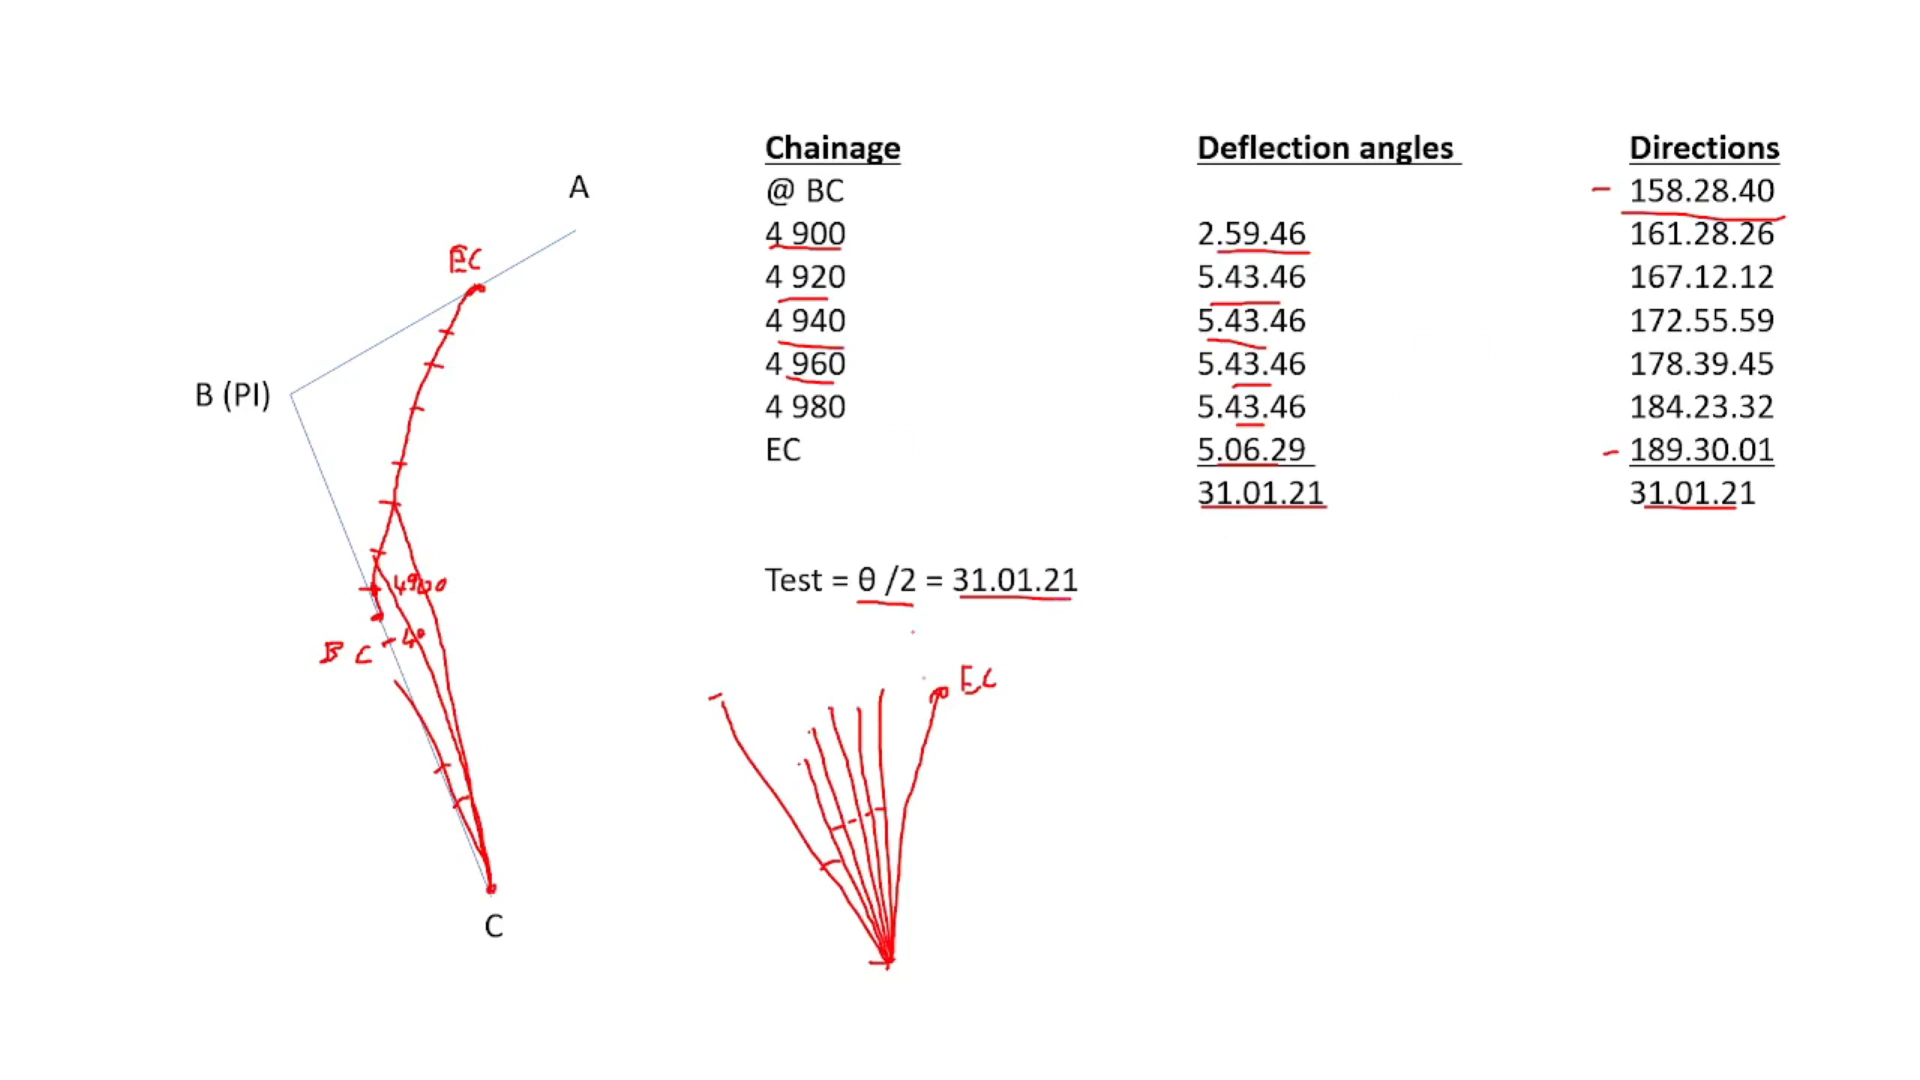 A
EC
B (PI)
4900
BC
C
Chainage Deflection angles Directions
@ BC - 158.28.40
4 900 2.59.46 161.28.26
4 920 5.43.46 167.12.12
4 940 5.43.46 172.55.59
4 960 5.43.46 178.39.45
4 980 5.43.46 184.23.32
EC 5.06.29 - 189.30.01
31.01.21 31.01.21
Test = θ /2 = 31.01.21
EC